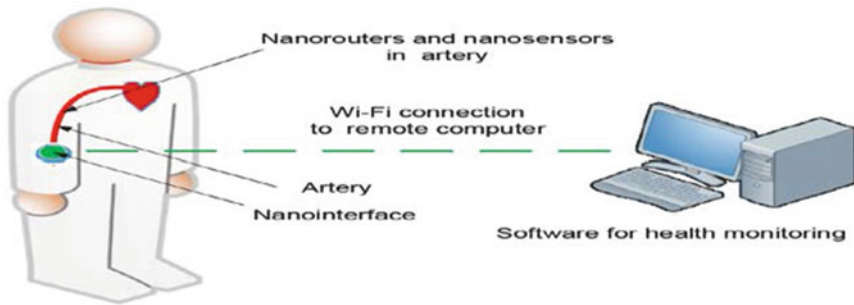 Nanorouters and nanosensors
in artery
Wi-Fi connection
to remote computer
Artery
Nanointerface
Software for health monitoring